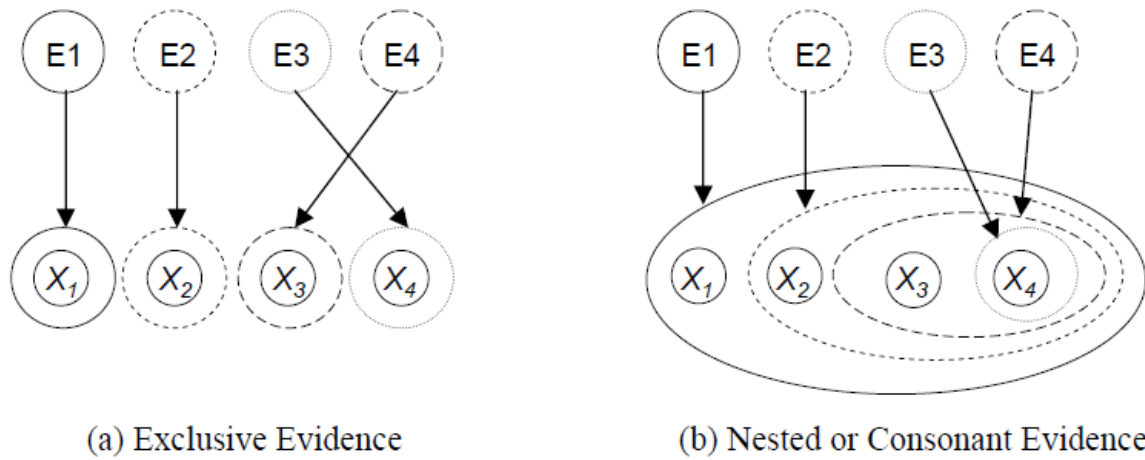 E1 E2 E3 E4 E1 E2 E3 E4
X1 X2 X3 X4 X1 X2 X3 X4
(a) Exclusive Evidence (b) Nested or Consonant Evidence